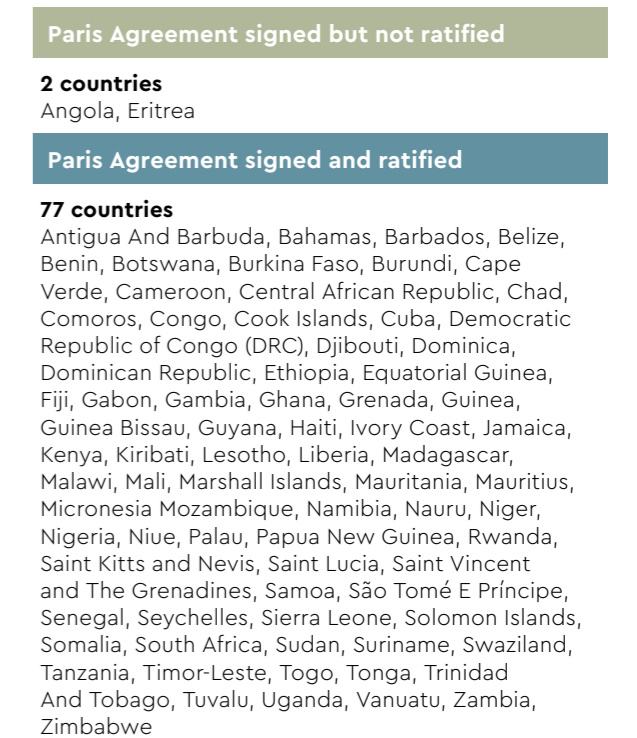 Paris Agreement signed but not ratified
2 countries
Angola, Eritrea
Paris Agreement signed and ratified
77 countries
Antigua And Barbuda, Bahamas, Barbados, Belize,
Benin, Botswana, Burkina Faso, Burundi, Cape
Verde, Cameroon, Central African Republic, Chad,
Comoros, Congo, Cook Islands, Cuba, Democratic
Republic of Congo (DRC), Djibouti, Dominica,
Dominican Republic, Ethiopia, Equatorial Guinea,
Fiji, Gabon, Gambia, Ghana, Grenada, Guinea,
Guinea Bissau, Guyana, Haiti, Ivory Coast, Jamaica,
Kenya, Kiribati, Lesotho, Liberia, Madagascar,
Malawi, Mali, Marshall Islands, Mauritania, Mauritius,
Micronesia Mozambique, Namibia, Nauru, Niger,
Nigeria, Niue, Palau, Papua New Guinea, Rwanda,
Saint Kitts and Nevis, Saint Lucia, Saint Vincent
and The Grenadines, Samoa, São Tomé E Príncipe,
Senegal, Seychelles, Sierra Leone, Solomon Islands,
Somalia, South Africa, Sudan, Suriname, Swaziland,
Tanzania, Timor-Leste, Togo, Tonga, Trinidad
And Tobago, Tuvalu, Uganda, Vanuatu, Zambia,
Zimbabwe